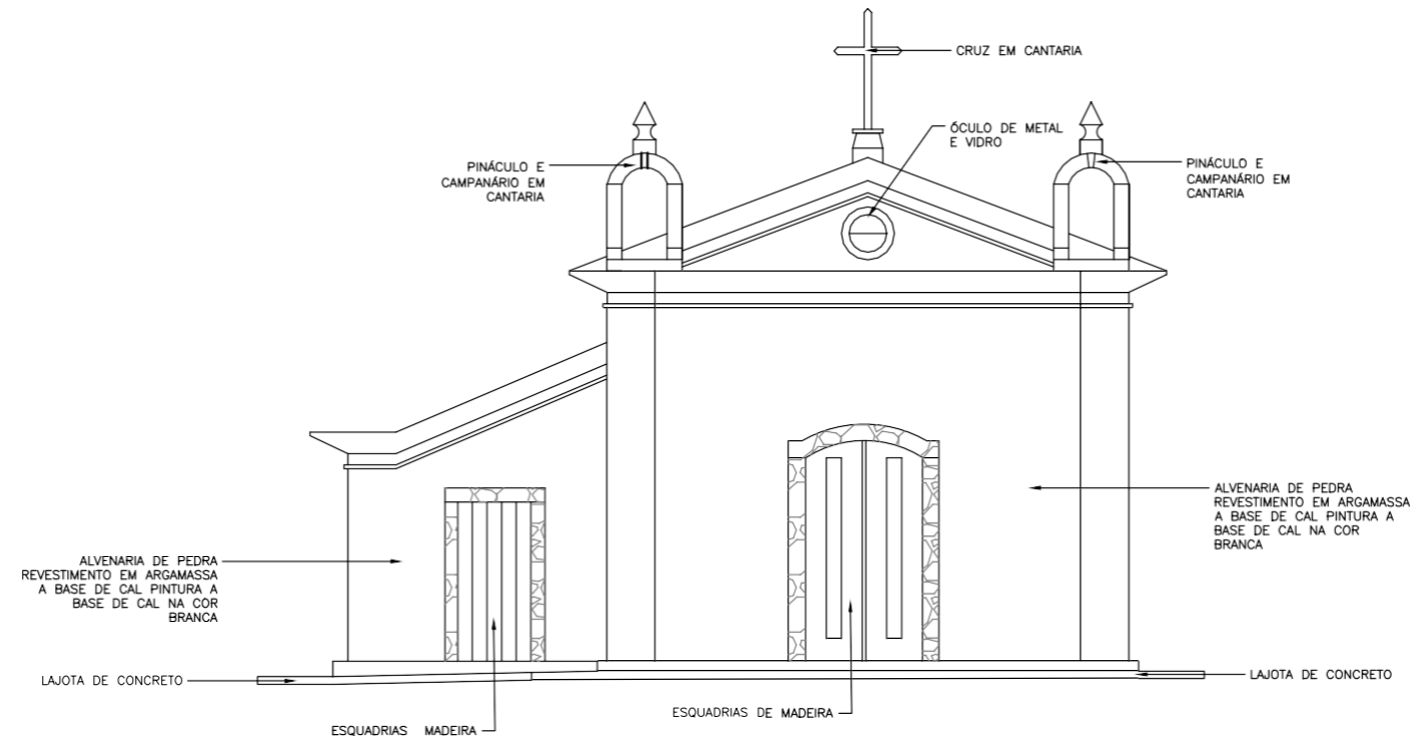 CRUZ EM CANTARIA
ÓCULO DE METAL
E VIDRO
PINÁCULO E
CAMPANÁRIO EM
CANTARIA
PINÁCULO E
CAMPANÁRIO EM
CANTARIA
ALVENARIA DE PEDRA
REVESTIMENTO EM ARGAMASSA
A BASE DE CAL PINTURA A
BASE DE CAL NA COR
BRANCA
ALVENARIA DE PEDRA
REVESTIMENTO EM ARGAMASSA
A BASE DE CAL PINTURA A
BASE DE CAL NA COR
BRANCA
LAJOTA DE CONCRETO
LAJOTA DE CONCRETO
ESQUADRIAS DE MADEIRA
ESQUADRIAS MADEIRA